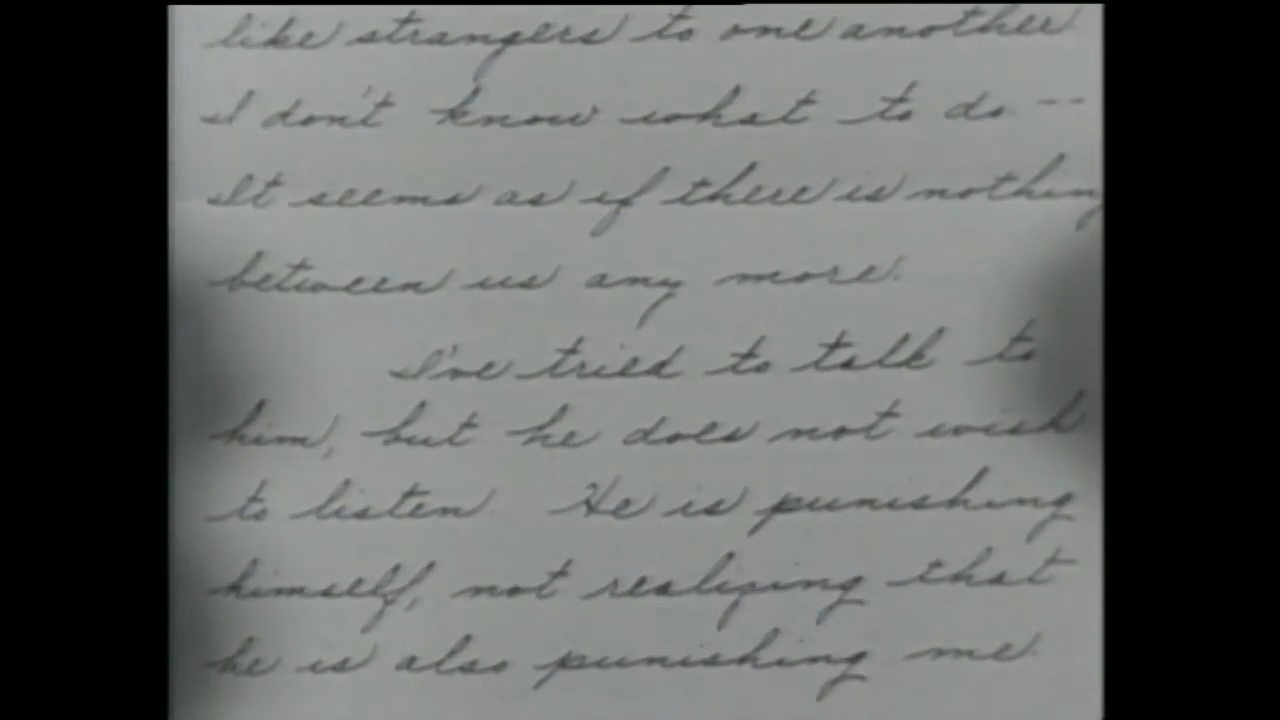 like strangers to one another
I don't know what to do --
It seems as if there is nothing
between us any more.
I've tried to talk to
him, but he does not wish
to listen. He is punishing
himself, not realizing that
he is also punishing me.